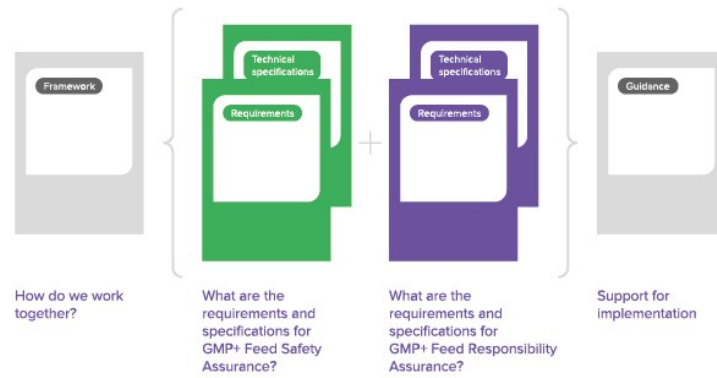 Framework
Technical
specifications
Requirements
Technical
specifications
Requirements
Guidance
How do we work
together?
What are the
requirements and
specifications for
GMP+ Feed Safety
Assurance?
What are the
requirements and
specifications for
GMP+ Feed Responsibility
Assurance?
Support for
implementation